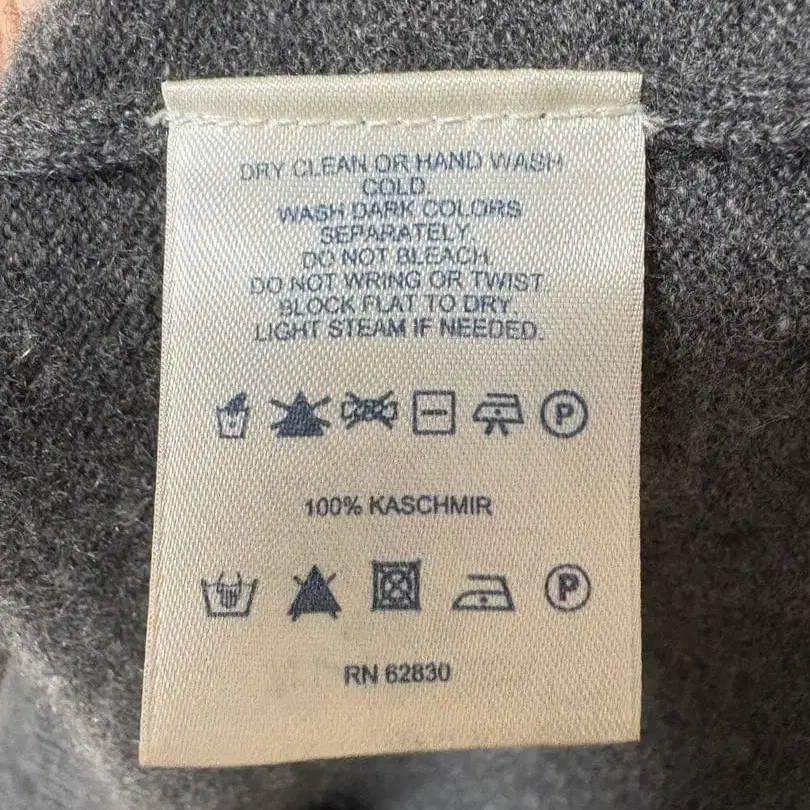 DRY CLEAN OR HAND WASH
COLD.
WASH DARK COLORS
SEPARATELY.
DO NOT BLEACH.
DO NOT WRING OR TWIST.
BLOCK FLAT TO DRY.
LIGHT STEAM IF NEEDED.
P
100% KASCHMIR
P
RN 62830